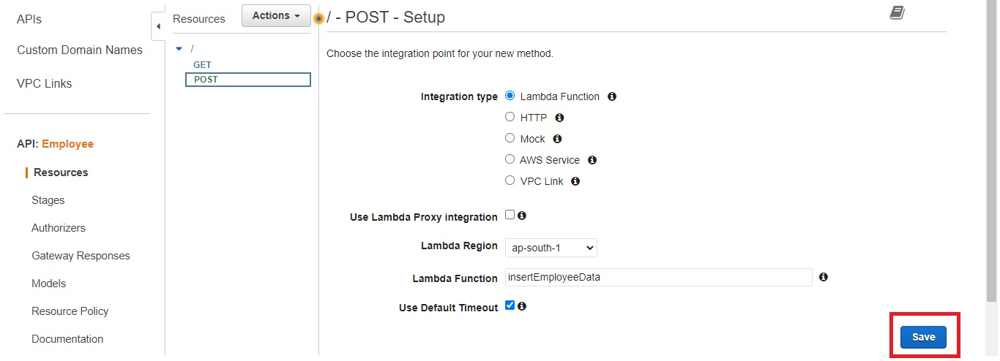 APIs
Custom Domain Names
VPC Links
API: Employee
Resources
Stages
Authorizers
Gateway Responses
Models
Resource Policy
Documentation
Resources
Actions
/
GET
POST
/ - POST - Setup
Choose the integration point for your new method.
Integration type Lambda Function
HTTP
Mock
AWS Service
VPC Link
Use Lambda Proxy integration
Lambda Region ap-south-1
Lambda Function insertEmployeeData
Use Default Timeout
Save